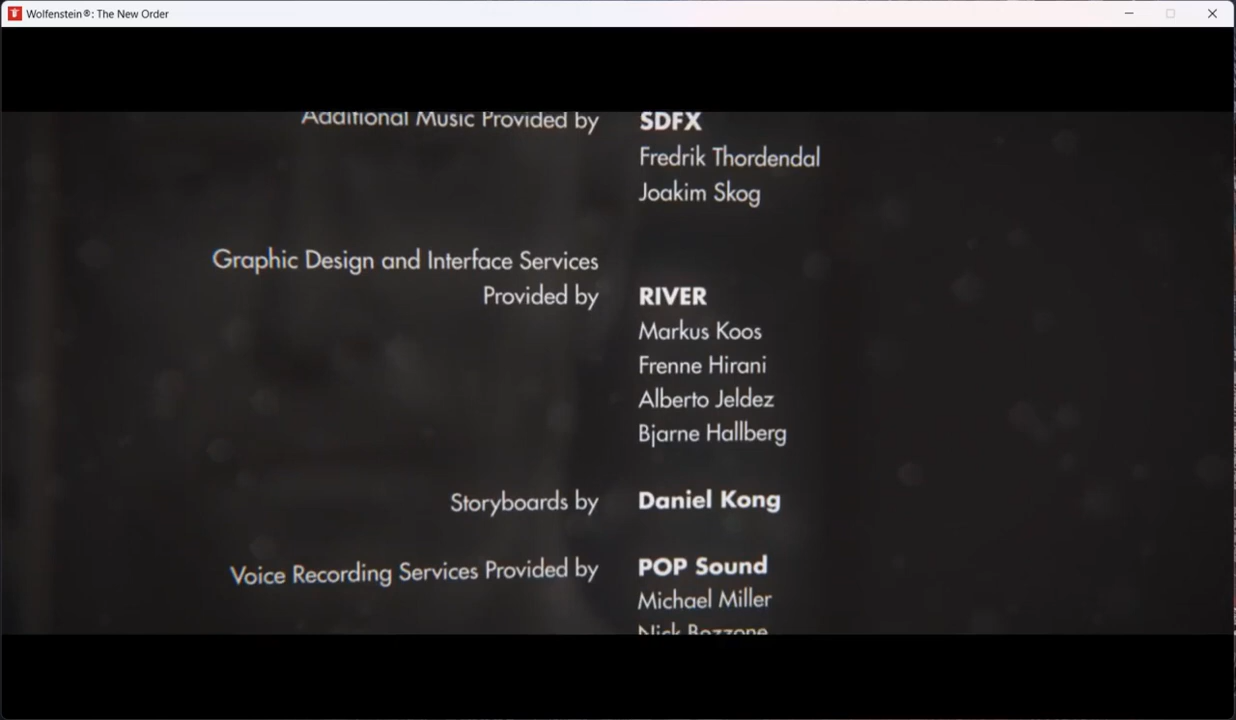 Wolfenstein®: The New Order
Additional Music Provided by SDFX
Fredrik Thordendal
Joakim Skog
Graphic Design and Interface Services
Provided by RIVER
Markus Koos
Frenne Hirani
Alberto Jeldez
Bjarne Hallberg
Storyboards by Daniel Kong
Voice Recording Services Provided by POP Sound
Michael Miller
Nick Bozzone